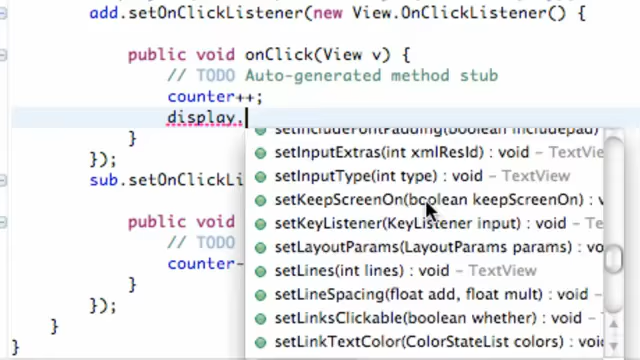 add.setOnClickListener(new View.OnClickListener() {
public void onClick(View v) {
// TODO Auto-generated method stub
counter++;
display.
setIncludeFontPadding(boolean includepad)
}
setInputExtras(int xmlResId) : void – TextView
});
setInputType(int type) : void – TextView
sub.setOnClickLi
setKeepScreenOn(boolean keepScreenOn) : v
public void
setKeyListener(KeyListener input) : void – Te
// TODO
setLayoutParams(LayoutParams params) : vo
counter-
setLines(int lines) : void – TextView
}
setLineSpacing(float add, float mult) : void –
});
setLinksClickable(boolean whether) : void – T
}
setLinkTextColor(ColorStateList colors) : void
}